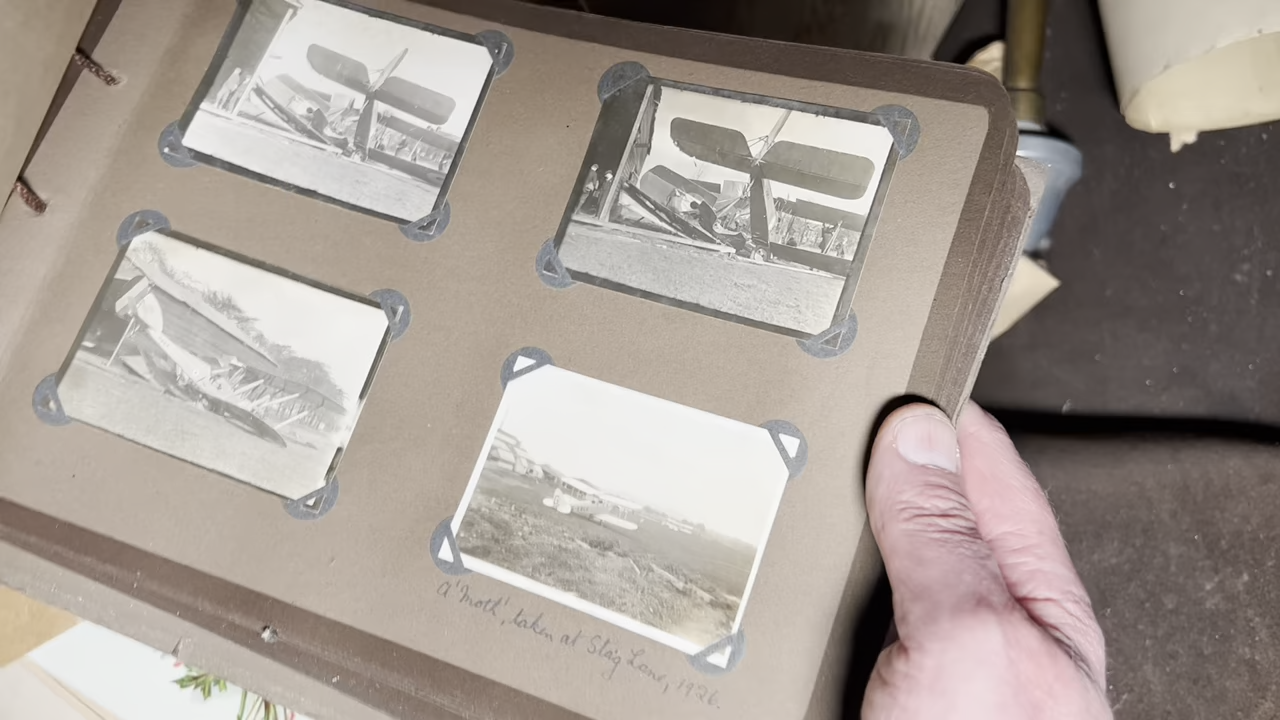 A 'Moth', taken at Stag Lane, 1926.